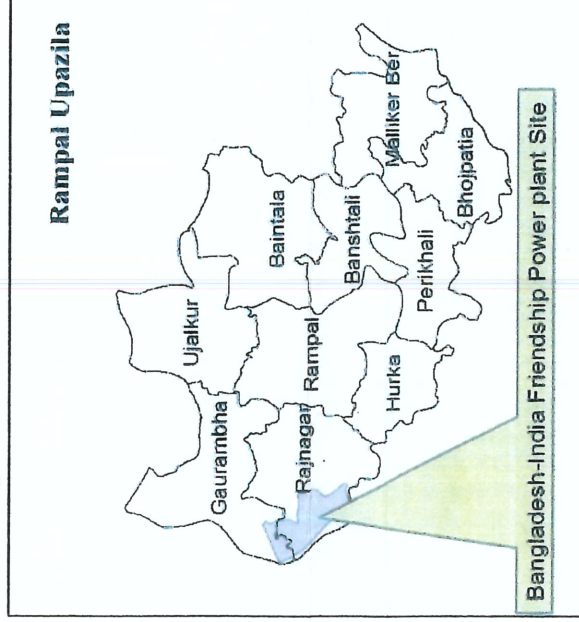 Rampal Upazila
Ujalkur
Gaurambha
Baintala
Malliker Ber
Rajnagar
Rampal
Banshtali
Hurka
Perikhali
Bhojpatia
Bangladesh-India Friendship Power plant Site